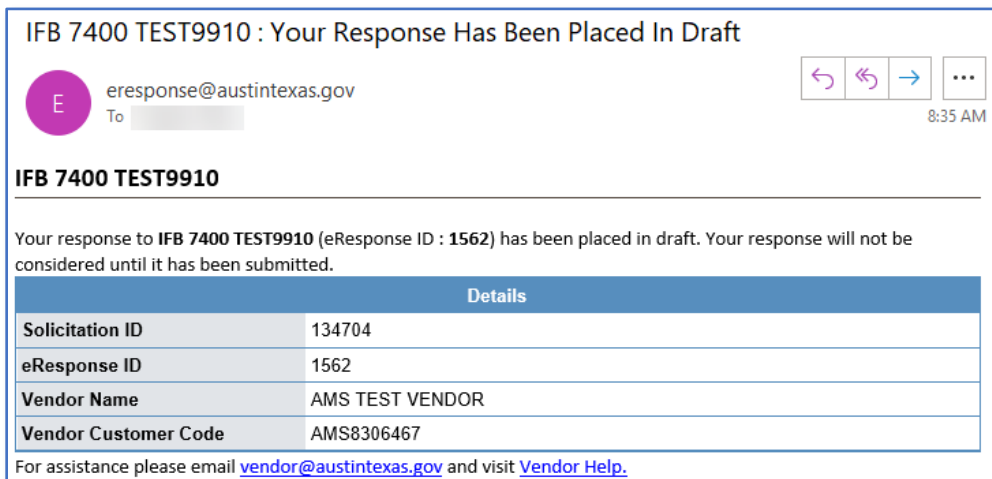 IFB 7400 TEST9910 : Your Response Has Been Placed In Draft
E
eresponse@austintexas.gov
To
8:35 AM
IFB 7400 TEST9910
Your response to IFB 7400 TEST9910 (eResponse ID : 1562) has been placed in draft. Your response will not be
considered until it has been submitted.
Details
Solicitation ID 134704
eResponse ID 1562
Vendor Name AMS TEST VENDOR
Vendor Customer Code AMS8306467
For assistance please email vendor@austintexas.gov and visit Vendor Help.